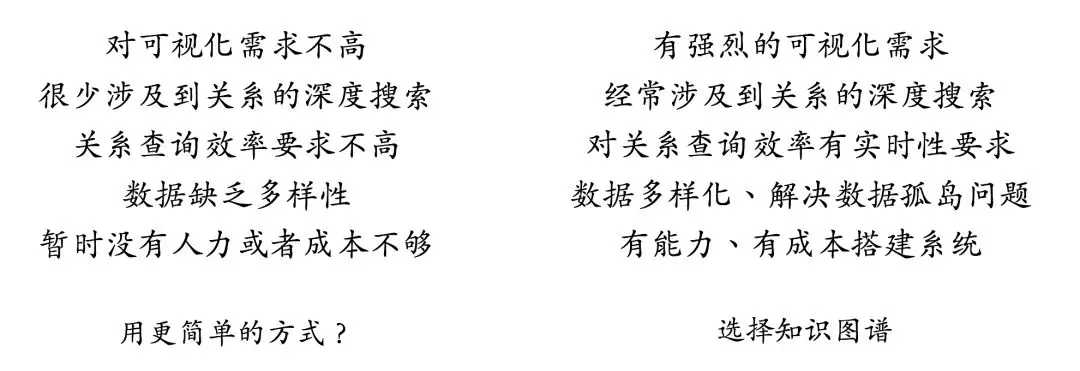 对可视化需求不高
很少涉及到关系的深度搜索
关系查询效率要求不高
数据缺乏多样性
暂时没有人力或者成本不够
用更简单的方式？
有强烈的可视化需求
经常涉及到关系的深度搜索
对关系查询效率有实时性要求
数据多样化、解决数据孤岛问题
有能力、有成本搭建系统
选择知识图谱